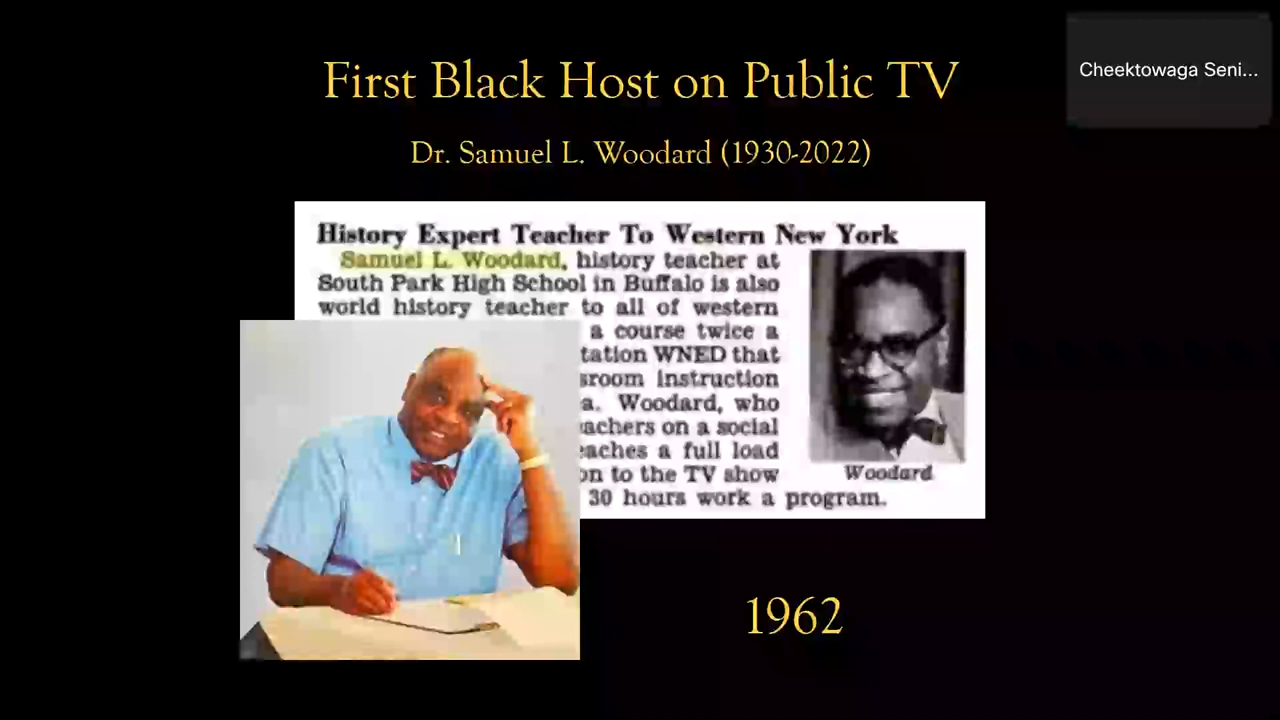 First Black Host on Public TV
Cheektowaga Seni...
Dr. Samuel L. Woodard (1930-2022)
History Expert Teacher To Western New York
Samuel L. Woodard, history teacher at
South Park High School in Buffalo is also
world history teacher to all of western
a course twice a
tation WNED that
sroom instruction
a. Woodard, who
achers on a social
eaches a full load
on to the TV show
30 hours work a program.
Woodard
1962